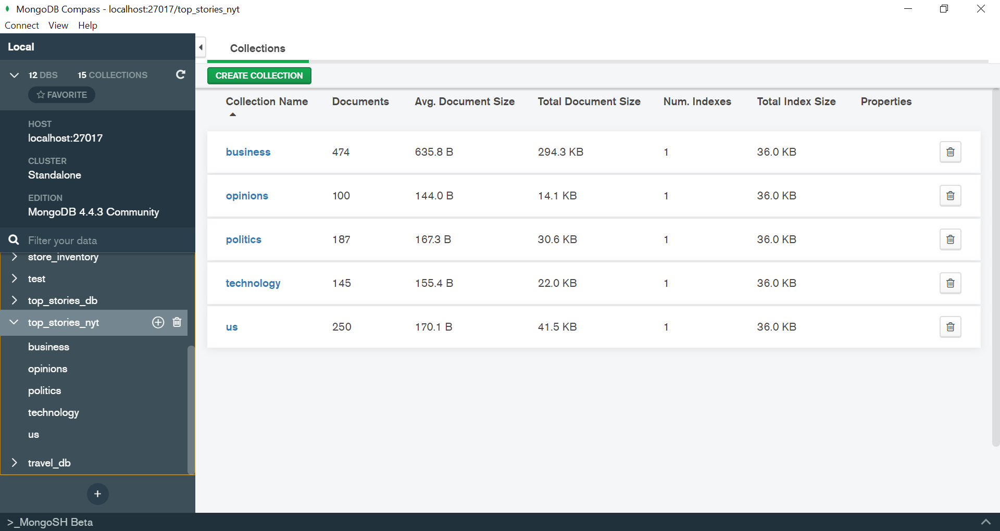 MongoDB Compass - localhost:27017/top_stories_nyt
Connect View Help
Local
12 DBS 15 COLLECTIONS
FAVORITE
HOST
localhost:27017
CLUSTER
Standalone
EDITION
MongoDB 4.4.3 Community
Filter your data
store_inventory
test
top_stories_db
top_stories_nyt
business
opinions
politics
technology
us
travel_db
+
>_MongoSH Beta
Collections
CREATE COLLECTION
Collection Name Documents Avg. Document Size Total Document Size Num. Indexes Total Index Size Properties
business 474 635.8 B 294.3 KB 1 36.0 KB
opinions 100 144.0 B 14.1 KB 1 36.0 KB
politics 187 167.3 B 30.6 KB 1 36.0 KB
technology 145 155.4 B 22.0 KB 1 36.0 KB
us 250 170.1 B 41.5 KB 1 36.0 KB